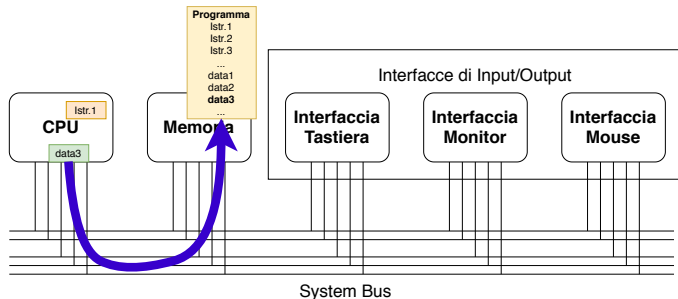 Programma
Istr.1
Istr.2
Istr.3
...
data1
data2
data3
...
Interfacce di Input/Output
Istr.1
CPU
data3
Memoria
Interfaccia
Tastiera
Interfaccia
Monitor
Interfaccia
Mouse
System Bus